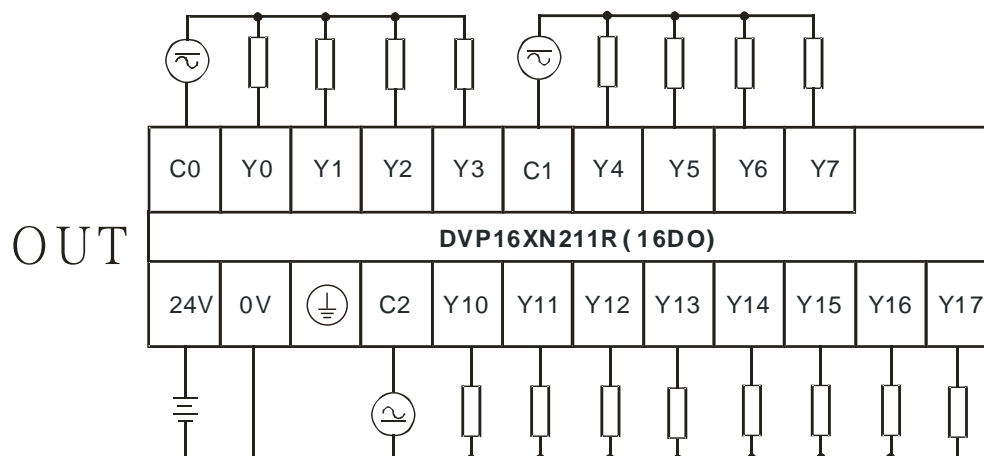 C0 Y0 Y1 Y2 Y3 C1 Y4 Y5 Y6 Y7
OUT
DVP16XN211R ( 16DO)
24V 0V C2 Y10 Y11 Y12 Y13 Y14 Y15 Y16 Y17